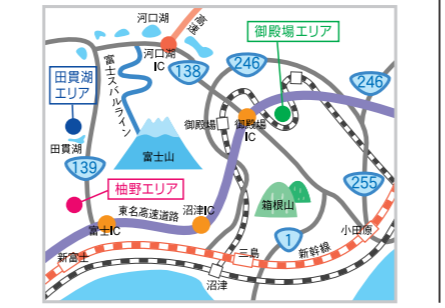 河口湖
高速
河口湖
IC
御殿場エリア
富士スバルライン
138
246
246
田貫湖
エリア
御殿場
御殿場
IC
田貫湖
富士山
139
255
柚野エリア
箱根山
東名高速道路
沼津IC
富士IC
1
小田原
新幹線
三島
新富士
沼津